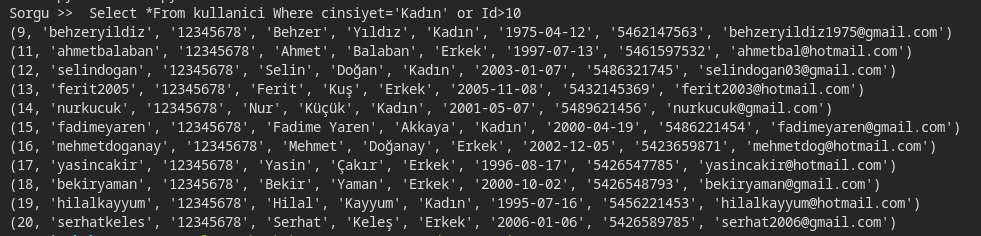 Sorgu >>  Select *From kullanici Where cinsiyet='Kadın' or Id>10
(9, 'behzeryildiz', '12345678', 'Behzer', 'Yıldız', 'Kadın', '1975-04-12', '5462147563', 'behzeryildiz1975@gmail.com')
(11, 'ahmetbalaban', '12345678', 'Ahmet', 'Balaban', 'Erkek', '1997-07-13', '5461597532', 'ahmetbal@hotmail.com')
(12, 'selindogan', '12345678', 'Selin', 'Doğan', 'Kadın', '2003-01-07', '5486321745', 'selindogan03@gmail.com')
(13, 'ferit2005', '12345678', 'Ferit', 'Kuş', 'Erkek', '2005-11-08', '5432145369', 'ferit2003@hotmail.com')
(14, 'nurkucuk', '12345678', 'Nur', 'Küçük', 'Kadın', '2001-05-07', '5489621456', 'nurkucuk@gmail.com')
(15, 'fadimeyaren', '12345678', 'Fadime Yaren', 'Akkaya', 'Kadın', '2000-04-19', '5486221454', 'fadimeyaren@gmail.com')
(16, 'mehmetdoganay', '12345678', 'Mehmet', 'Doğanay', 'Erkek', '2002-12-05', '5423659871', 'mehmetdog@hotmail.com')
(17, 'yasincakir', '12345678', 'Yasin', 'Çakır', 'Erkek', '1996-08-17', '5426547785', 'yasincakir@hotmail.com')
(18, 'bekiryaman', '12345678', 'Bekir', 'Yaman', 'Erkek', '2000-10-02', '5426548793', 'bekiryaman@gmail.com')
(19, 'hilalkayyum', '12345678', 'Hilal', 'Kayyum', 'Kadın', '1995-07-16', '5456221453', 'hilalkayyum@hotmail.com')
(20, 'serhatkeles', '12345678', 'Serhat', 'Keleş', 'Erkek', '2006-01-06', '5426589785', 'serhat2006@gmail.com')